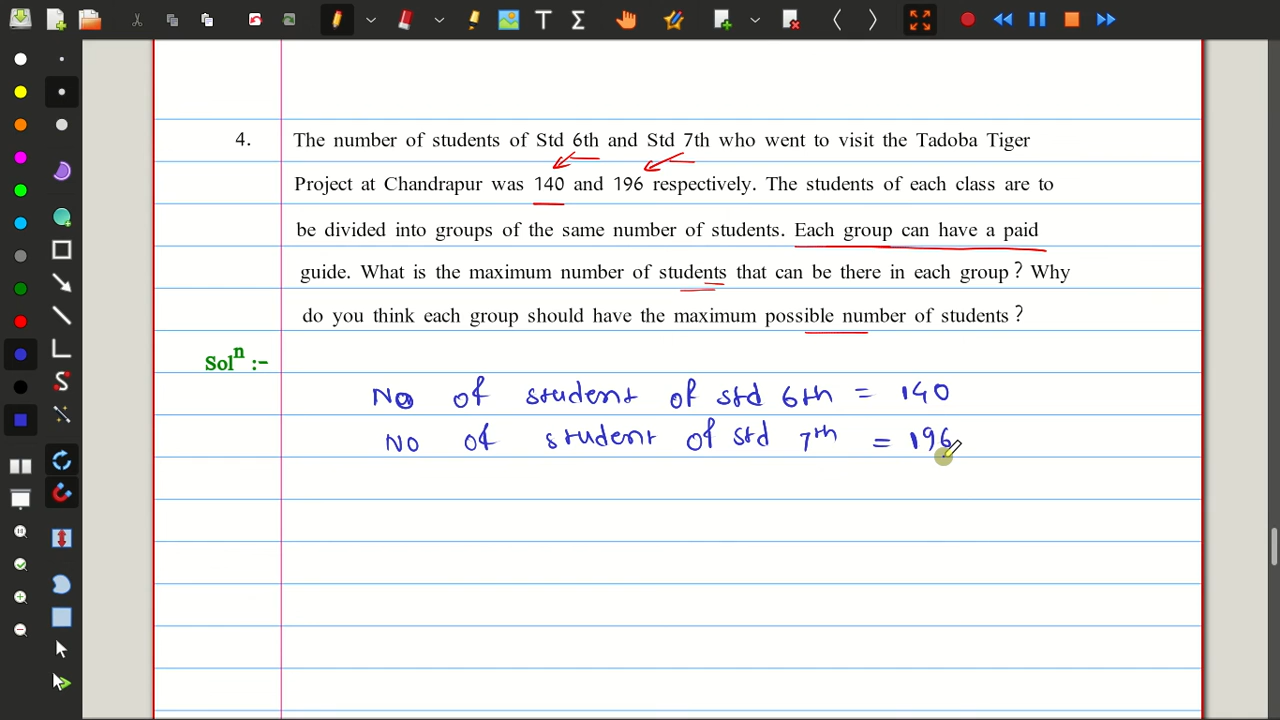 4. The number of students of Std 6th and Std 7th who went to visit the Tadoba Tiger
Project at Chandrapur was 140 and 196 respectively. The students of each class are to
be divided into groups of the same number of students. Each group can have a paid
guide. What is the maximum number of students that can be there in each group? Why
do you think each group should have the maximum possible number of students?
Solⁿ :-
No of student of std 6th = 140
No of student of std 7th = 196